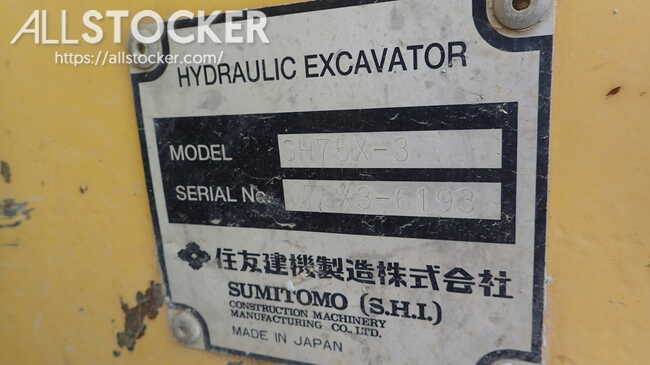 ALLSTOCKER
https://allstocker.com/
HYDRAULIC EXCAVATOR
MODEL SH75X-3
SERIAL No.
住友建機製造株式会社
SUMITOMO (S.H.I.)
CONSTRUCTION MACHINERY
MANUFACTURING CO., LTD.
MADE IN JAPAN